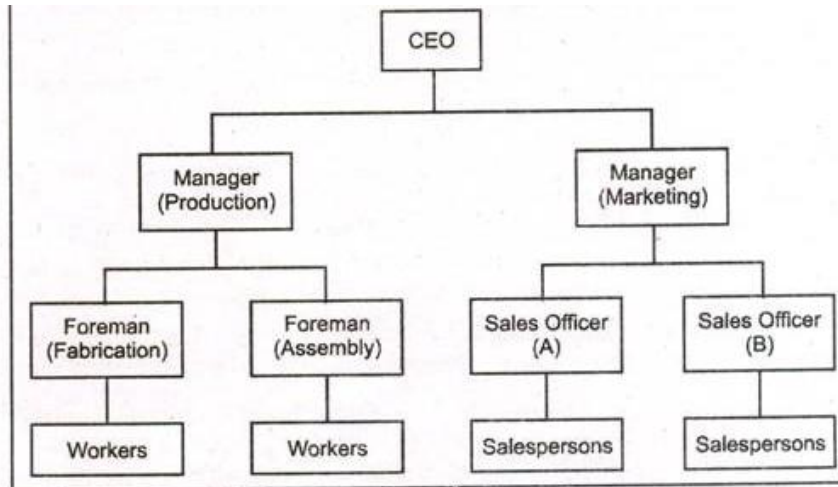 CEO
Manager
(Production)
Manager
(Marketing)
Foreman
(Fabrication)
Foreman
(Assembly)
Sales Officer
(A)
Sales Officer
(B)
Workers
Workers
Salespersons
Salespersons